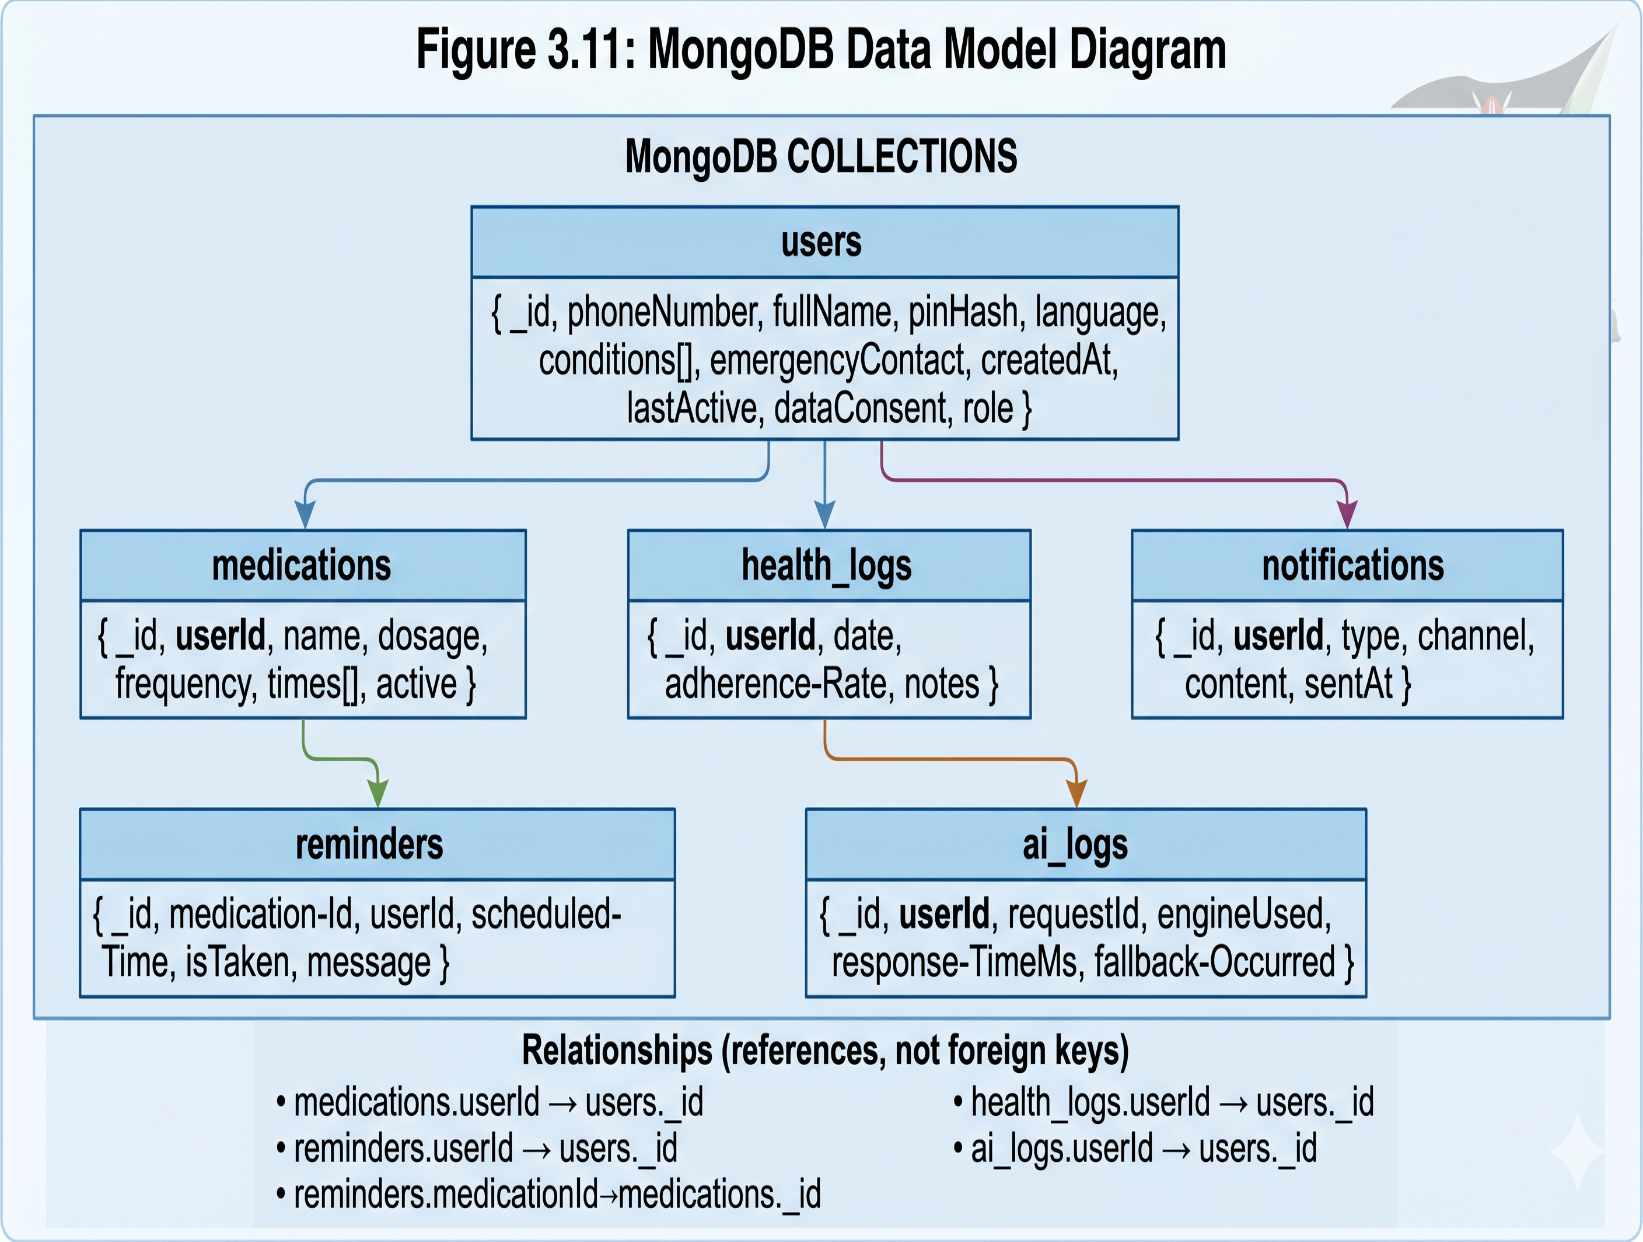 Figure 3.11: MongoDB Data Model Diagram
MongoDB COLLECTIONS
users
{ _id, phoneNumber, fullName, pinHash, language,
conditions[], emergencyContact, createdAt,
lastActive, dataConsent, role }
medications
{ _id, userId, name, dosage,
frequency, times[], active }
health_logs
{ _id, userId, date,
adherence-Rate, notes }
notifications
{ _id, userId, type, channel,
content, sentAt }
reminders
{ _id, medication-Id, userId, scheduled-
Time, isTaken, message }
ai_logs
{ _id, userId, requestId, engineUsed,
response-TimeMs, fallback-Occurred }
Relationships (references, not foreign keys)
• medications.userId → users._id
• reminders.userId → users._id
• reminders.medicationId→medications._id
• health_logs.userId → users._id
• ai_logs.userId → users._id